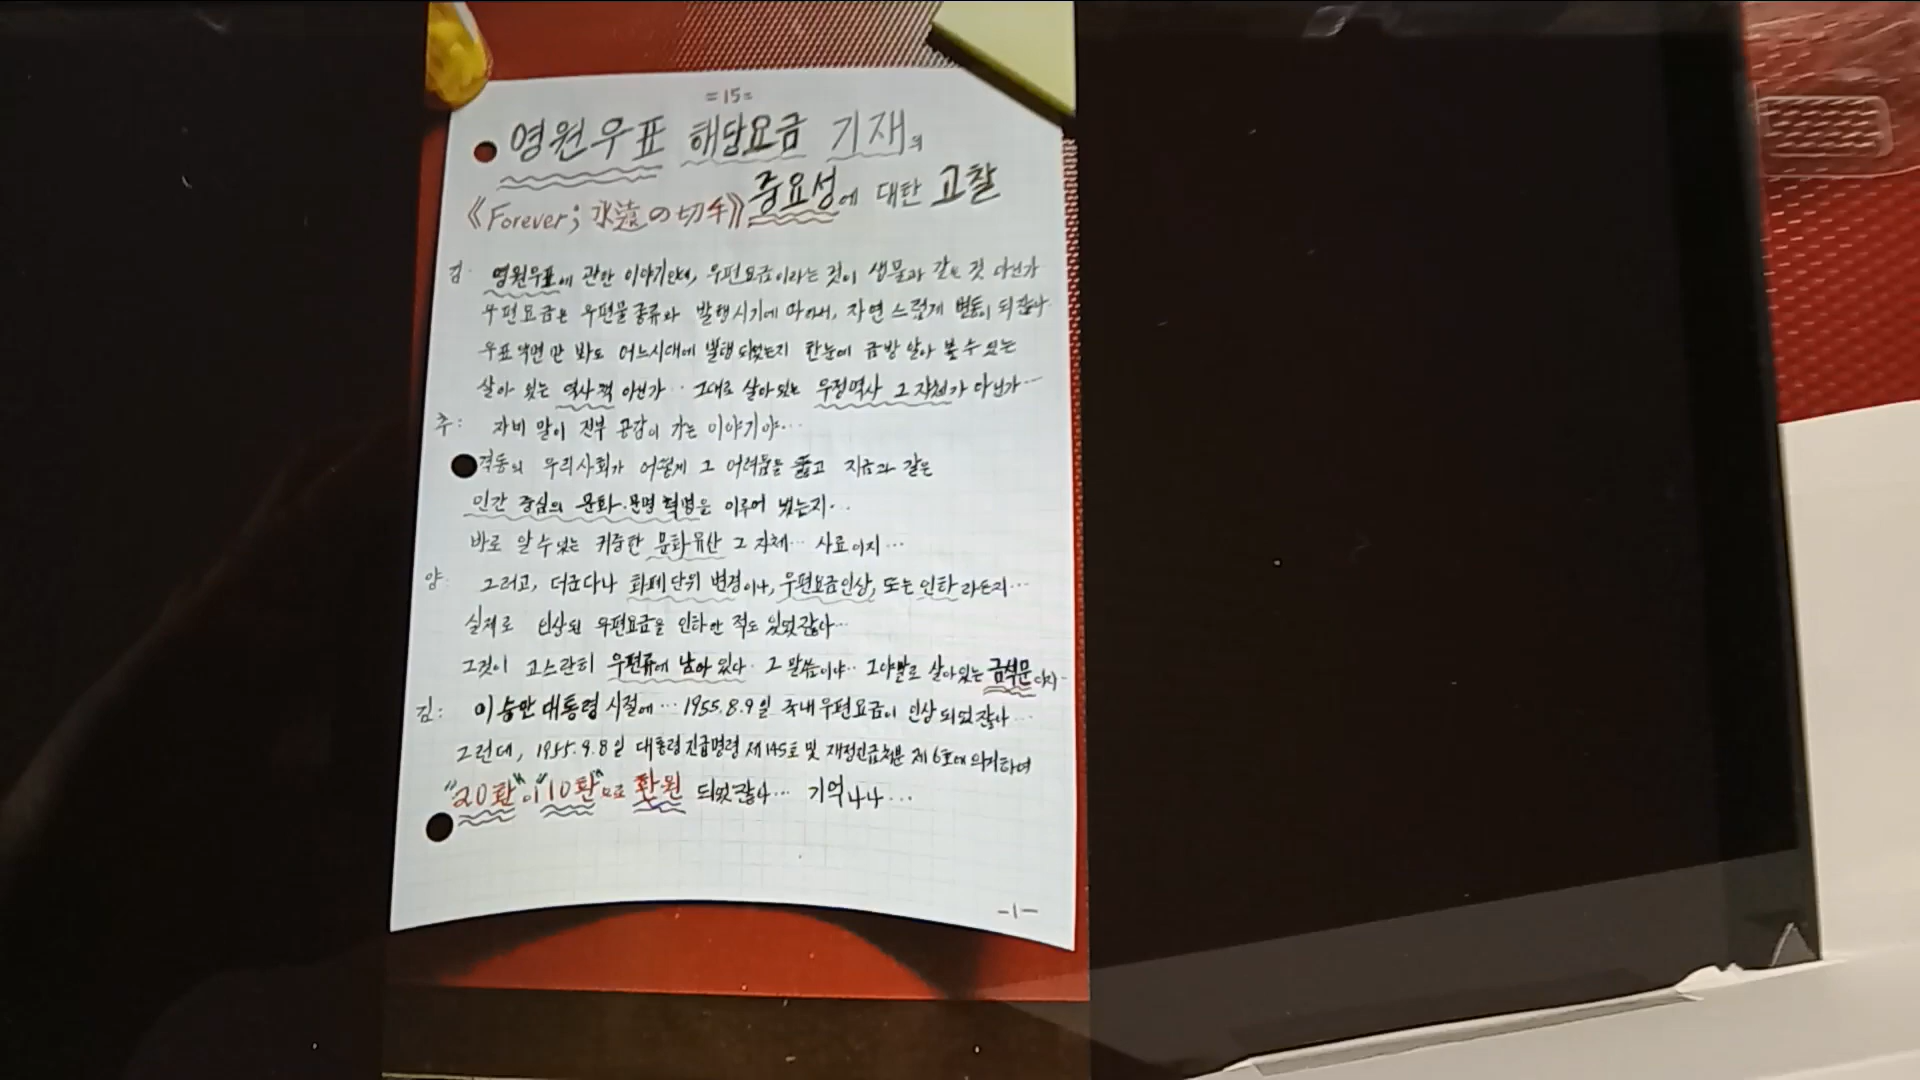 =15=
영원우표 해당요금 기재의
《Forever; 永遠の切手》 중요성에 대한 고찰
김: 영원우표에 관한 이야기인데, 우편요금이라는 것이 생물과 같은 것 아닌가
우편요금은 우편물종류와 발행시기에 따라서, 자연스럽게 변동이 되잖나
우표액면만 봐도 어느시대에 발행되었는지 한눈에 금방 알아 볼 수 있는
살아 있는 역사책 아닌가… 그대로 살아있는 우정역사 그 자체가 아닌가…
추: 자네 말이 전부 공감이 가는 이야기야…
격동의 우리사회가 어떻게 그 어려움을 뚫고 지금과 같은
인간 중심의 문화·문명 혁명을 이루어 냈는지…
바로 알 수 있는 귀중한 문화유산 그 자체… 사료이지…
양: 그러고, 더군다나 화폐단위 변경이나, 우편요금인상, 또는 인하라든지…
실제로 인상된 우편요금을 인하한 적도 있었잖나…
그것이 고스란히 우편류에 남아 있다. 그 말씀이야.. 그야말로 살아있는 금석문이지-
김: 이승만 대통령 시절에… 1955.8.9일 국내우편요금이 인상되었잖나…
그런데, 1955.9.8일 대통령긴급명령 제145호 및 재정긴급처분 제6호에 의거하여
"20환"이 "10환"으로 환원 되었잖나… 기억나나…
-1-